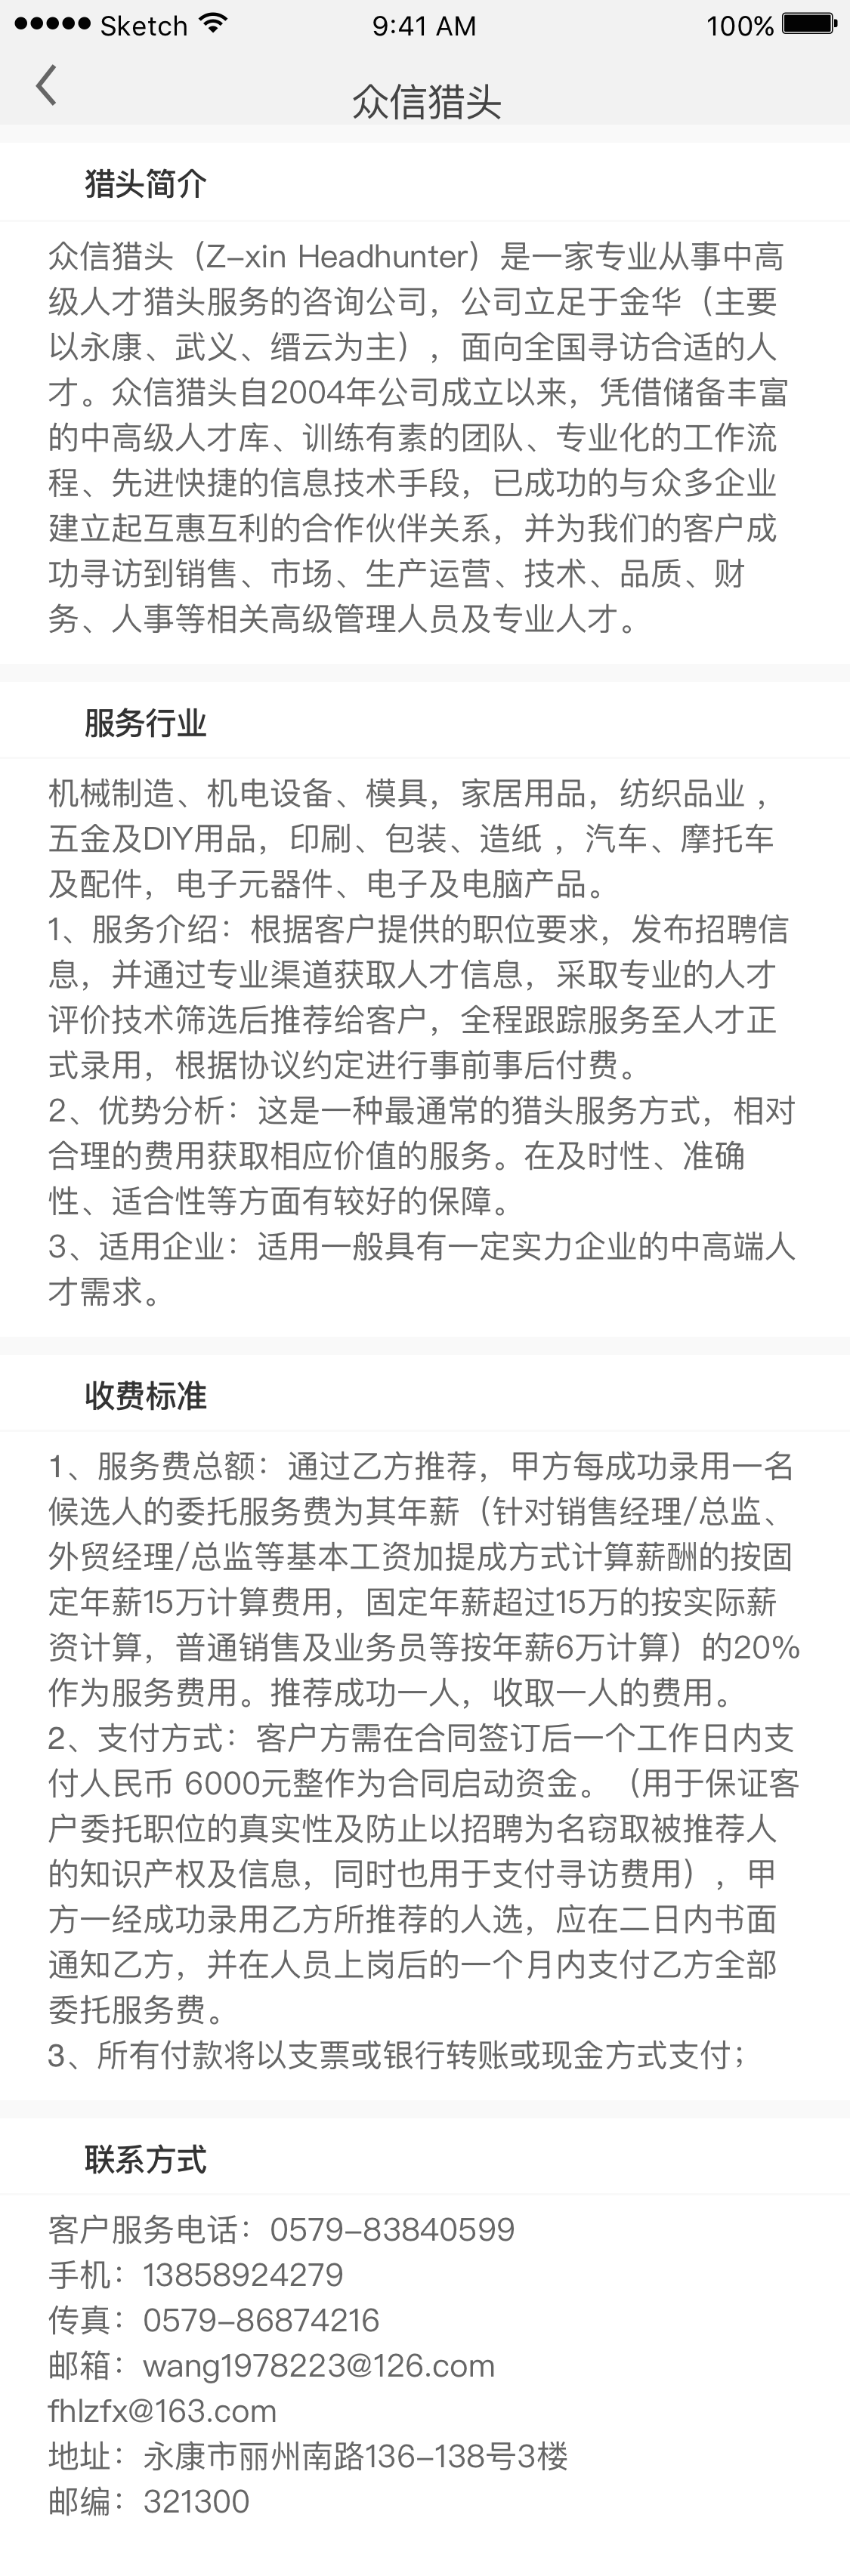 Sketch 9:41 AM 100%
众信猎头
猎头简介
众信猎头（Z-xin Headhunter）是一家专业从事中高
级人才猎头服务的咨询公司，公司立足于金华（主要
以永康、武义、缙云为主），面向全国寻访合适的人
才。众信猎头自2004年公司成立以来，凭借储备丰富
的中高级人才库、训练有素的团队、专业化的工作流
程、先进快捷的信息技术手段，已成功的与众多企业
建立起互惠互利的合作伙伴关系，并为我们的客户成
功寻访到销售、市场、生产运营、技术、品质、财
务、人事等相关高级管理人员及专业人才。
服务行业
机械制造、机电设备、模具，家居用品，纺织品业，
五金及DIY用品，印刷、包装、造纸，汽车、摩托车
及配件，电子元器件、电子及电脑产品。
1、服务介绍：根据客户提供的职位要求，发布招聘信
息，并通过专业渠道获取人才信息，采取专业的人才
评价技术筛选后推荐给客户，全程跟踪服务至人才正
式录用，根据协议约定进行事前事后付费。
2、优势分析：这是一种最通常的猎头服务方式，相对
合理的费用获取相应价值的服务。在及时性、准确
性、适合性等方面有较好的保障。
3、适用企业：适用一般具有一定实力企业的中高端人
才需求。
收费标准
1、服务费总额：通过乙方推荐，甲方每成功录用一名
候选人的委托服务费为其年薪（针对销售经理/总监、
外贸经理/总监等基本工资加提成方式计算薪酬的按固
定年薪15万计算费用，固定年薪超过15万的按实际薪
资计算，普通销售及业务员等按年薪6万计算）的20%
作为服务费用。推荐成功一人，收取一人的费用。
2、支付方式：客户方需在合同签订后一个工作日内支
付人民币 6000元整作为合同启动资金。（用于保证客
户委托职位的真实性及防止以招聘为名窃取被推荐人
的知识产权及信息，同时也用于支付寻访费用），甲
方一经成功录用乙方所推荐的人选，应在二日内书面
通知乙方，并在人员上岗后的一个月内支付乙方全部
委托服务费。
3、所有付款将以支票或银行转账或现金方式支付；
联系方式
客户服务电话：0579-83840599
手机：13858924279
传真：0579-86874216
邮箱：wang1978223@126.com
fhlzfx@163.com
地址：永康市丽州南路136-138号3楼
邮编：321300